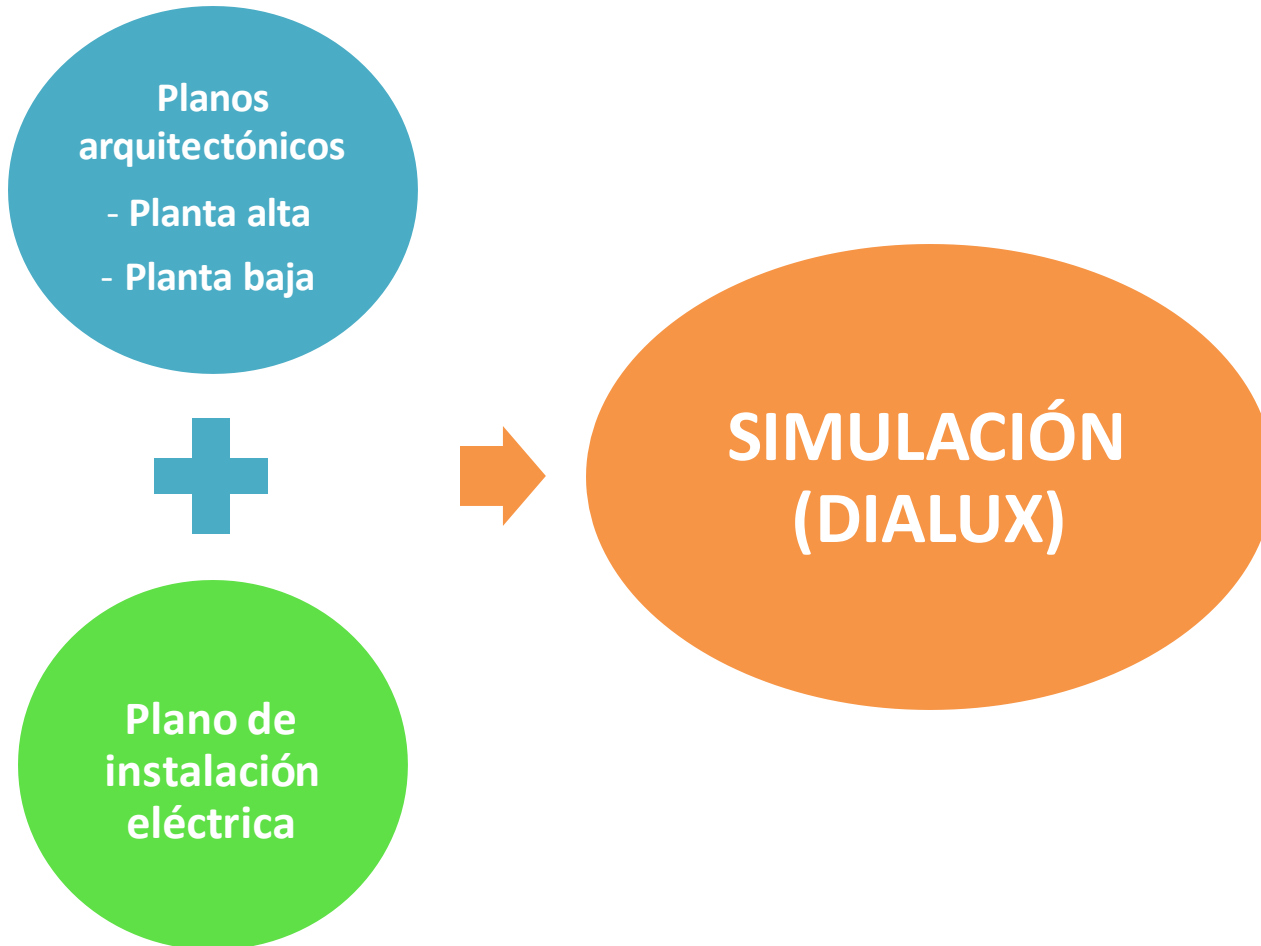 Planos
arquitectónicos
- Planta alta
- Planta baja
SIMULACIÓN
(DIALUX)
Plano de
instalación
eléctrica